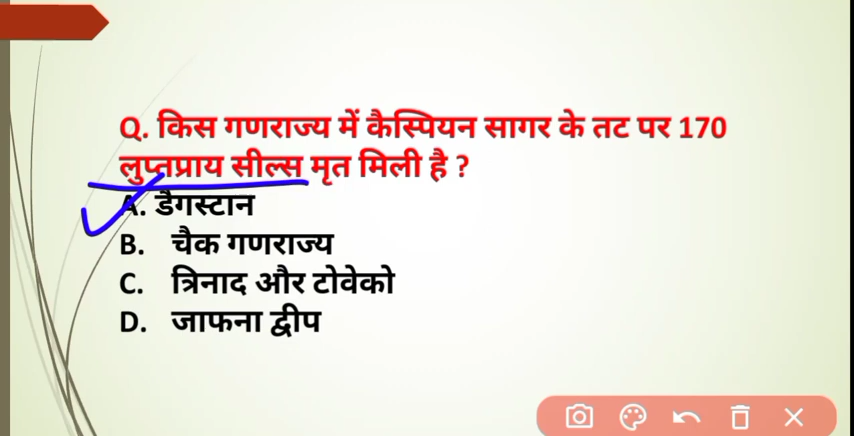 Q. किस गणराज्य में कैस्पियन सागर के तट पर 170
लुप्तप्राय सील्स मृत मिली है ?
A. डैगस्टान
B. चैक गणराज्य
C. त्रिनाद और टोवेको
D. जाफना द्वीप